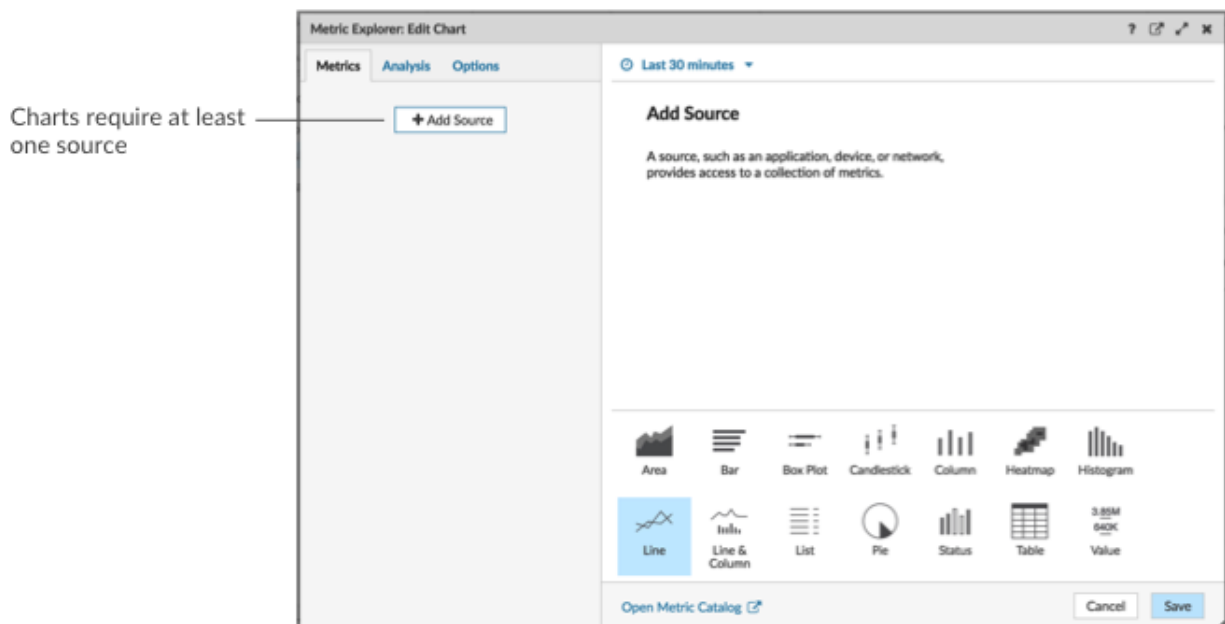 Metric Explorer: Edit Chart ?
Metrics Analysis Options
Last 30 minutes
Charts require at least
one source
+ Add Source
Add Source
A source, such as an application, device, or network,
provides access to a collection of metrics.
Area Bar Box Plot Candlestick Column Heatmap Histogram
3.85M
640K
Line Line &
Column List Pie Status Table Value
Open Metric Catalog
Cancel Save